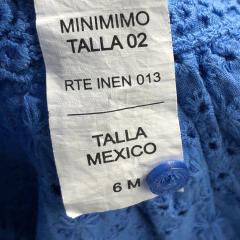 MINIMIMO
TALLA 02
RTE INEN 013
TALLA
MEXICO
6 M